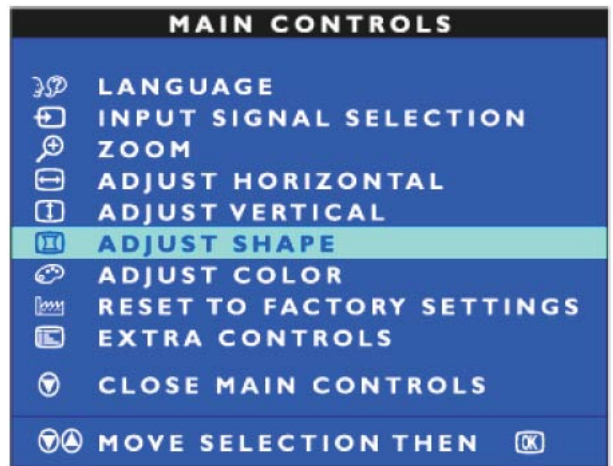 MAIN CONTROLS
LANGUAGE
INPUT SIGNAL SELECTION
ZOOM
ADJUST HORIZONTAL
ADJUST VERTICAL
ADJUST SHAPE
ADJUST COLOR
RESET TO FACTORY SETTINGS
EXTRA CONTROLS
CLOSE MAIN CONTROLS
MOVE SELECTION THEN OK